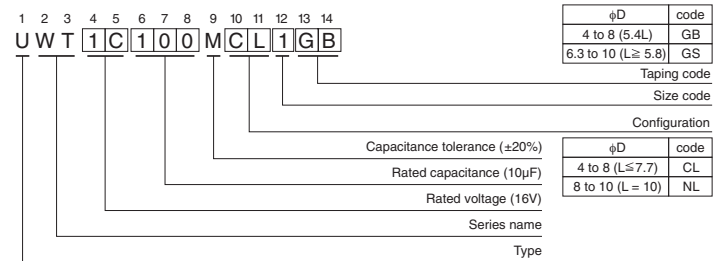 1 2 3 4 5 6 7 8 9 10 11 12 13 14
U W T 1 C 1 0 0 M C L 1 G B
ϕD code
4 to 8 (5.4L) GB
6.3 to 10 (L≧ 5.8) GS
Taping code
Size code
Configuration
ϕD code
4 to 8 (L≦7.7) CL
8 to 10 (L = 10) NL
Capacitance tolerance (±20%)
Rated capacitance (10µF)
Rated voltage (16V)
Series name
Type